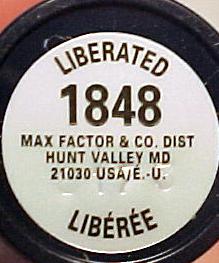 LIBERATED
1848
MAX FACTOR & CO. DIST
HUNT VALLEY MD
21030 USA/É.-U.
LIBÉRÉE